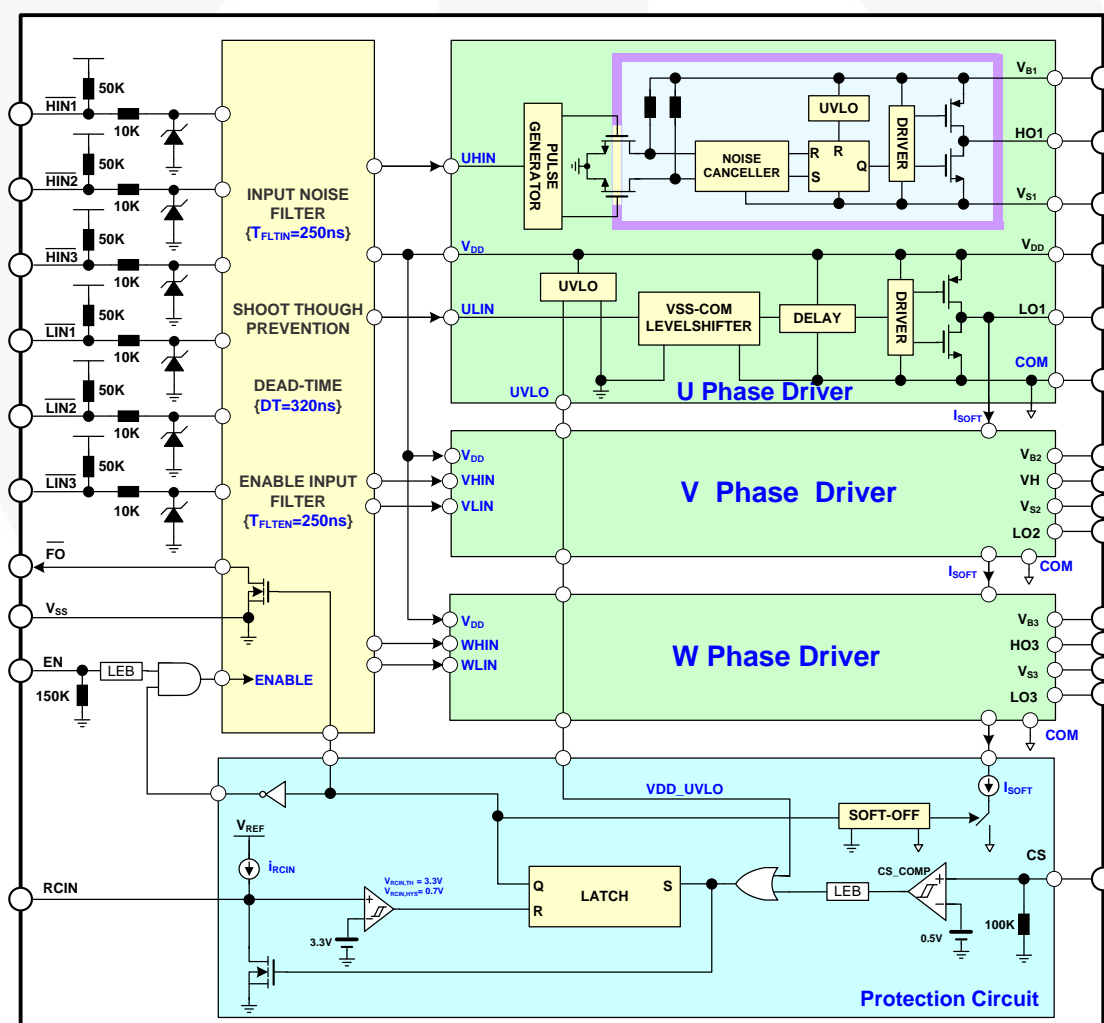 50K
HIN1
10K
50K
HIN2
10K
50K
HIN3
10K
50K
LIN1
10K
50K
LIN2
10K
50K
LIN3
10K
FO
VSS
EN
LEB
150K
ENABLE
INPUT NOISE
FILTER
{TFLTIN=250ns}
SHOOT THOUGH
PREVENTION
DEAD-TIME
{DT=320ns}
ENABLE INPUT
FILTER
{TFLTEN=250ns}
UHIN
PULSE
GENERATOR
NOISE
CANCELLER
UVLO
R
R
S
Q
DRIVER
VB1
HO1
VS1
VDD
VDD
UVLO
ULIN
VSS-COM
LEVELSHIFTER
DELAY
DRIVER
LO1
COM
U Phase Driver
UVLO
ISOFT
VDD
VHIN
VLIN
V Phase Driver
VB2
VH
VS2
LO2
ISOFT
COM
VDD
WHIN
WLIN
W Phase Driver
VB3
HO3
VS3
LO3
COM
VDD_UVLO
ISOFT
SOFT-OFF
VREF
iRCIN
RCIN
VRCIN,TH = 3.3V
VRCIN,HYS= 0.7V
+
−
3.3V
Q
R
LATCH
S
LEB
CS_COMP
+
−
0.5V
CS
100K
Protection Circuit